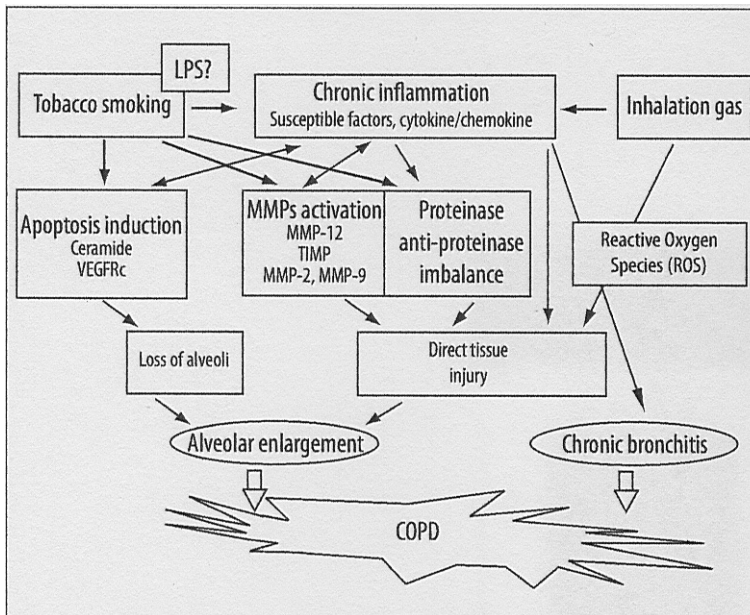 LPS?
Tobacco smoking
Chronic inflammation
Susceptible factors, cytokine/chemokine
Inhalation gas
Apoptosis induction
Ceramide
VEGFRc
MMPs activation
MMP-12
TIMP
MMP-2, MMP-9
Proteinase
anti-proteinase
imbalance
Reactive Oxygen
Species (ROS)
Loss of alveoli
Direct tissue
injury
Alveolar enlargement
Chronic bronchitis
COPD